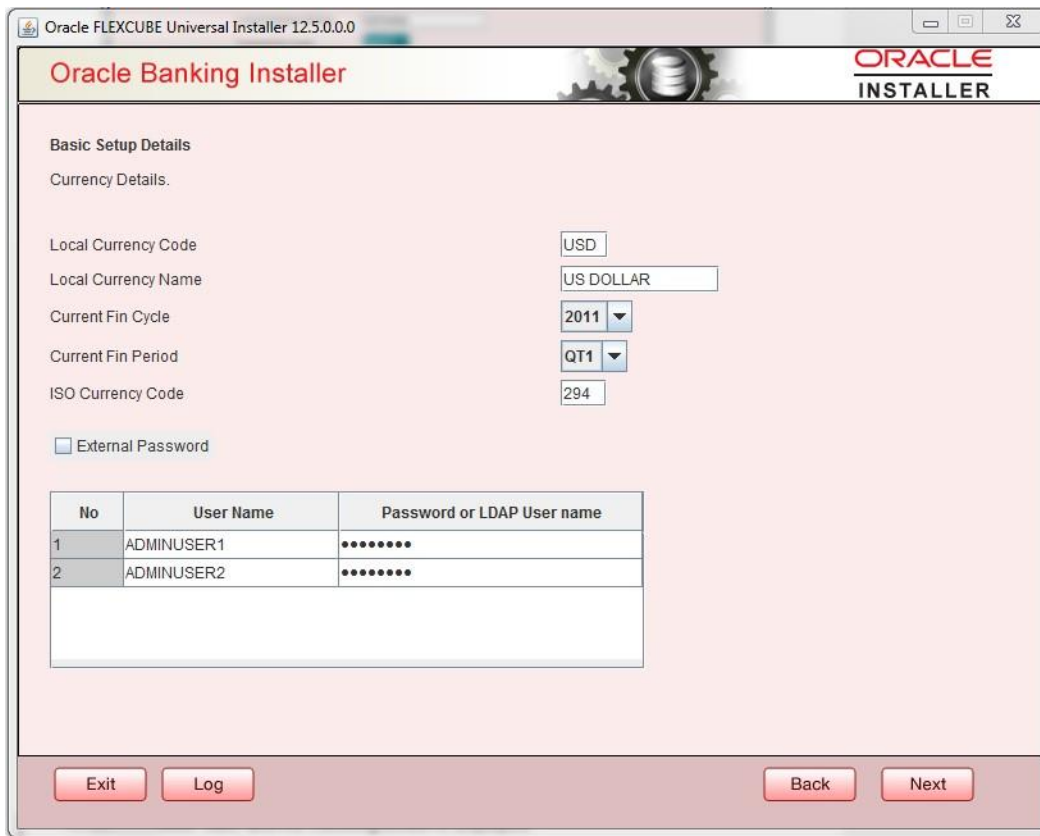 Oracle FLEXCUBE Universal Installer 12.5.0.0.0
Oracle Banking Installer
ORACLE
INSTALLER
Basic Setup Details
Currency Details.
Local Currency Code USD
Local Currency Name US DOLLAR
Current Fin Cycle 2011
Current Fin Period QT1
ISO Currency Code 294
External Password
No User Name Password or LDAP User name
1 ADMINUSER1 ••••••••
2 ADMINUSER2 ••••••••
Exit Log Back Next